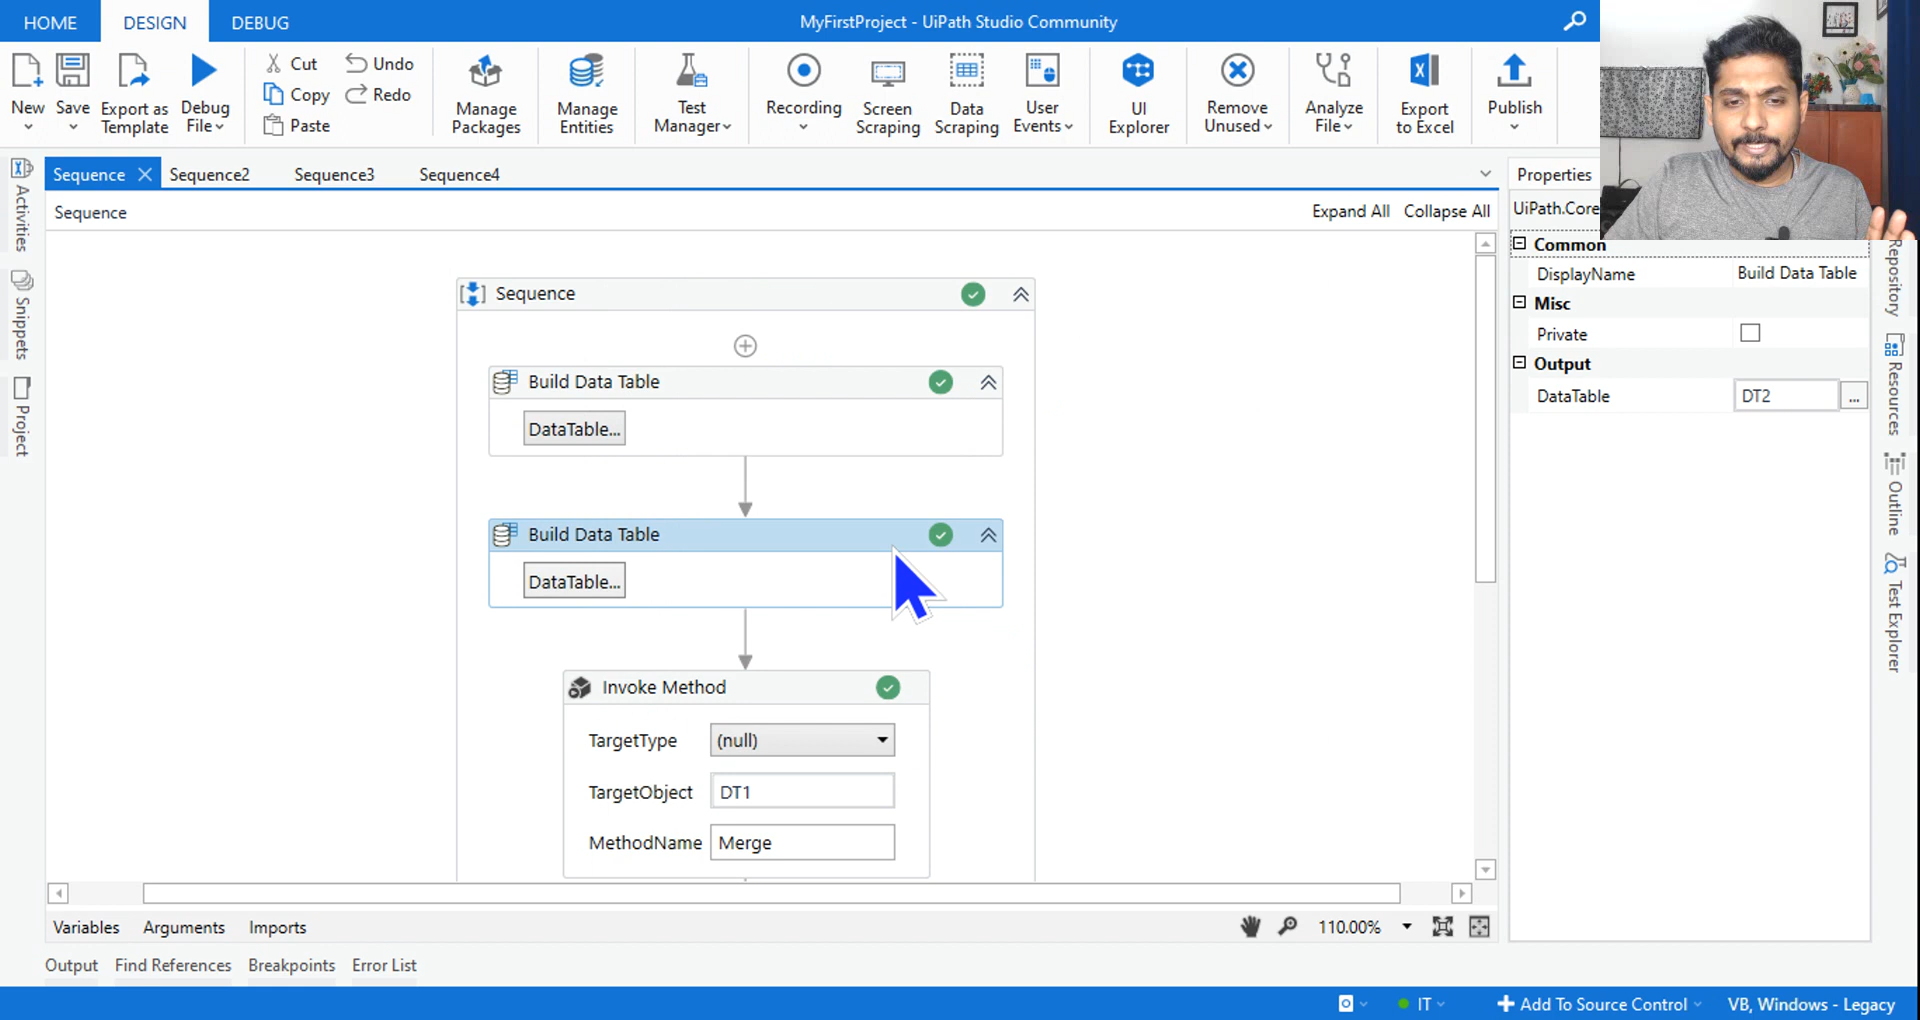 HOME DESIGN DEBUG MyFirstProject - UiPath Studio Community
New Save Export as Template Debug File Cut Copy Paste Undo Redo Manage Packages Manage Entities Test Manager Recording Screen Scraping Data Scraping User Events UI Explorer Remove Unused Analyze File Export to Excel Publish
Sequence Sequence2 Sequence3 Sequence4
Sequence Expand All Collapse All
Activities
Snippets
Project
Sequence
Build Data Table
DataTable...
Build Data Table
DataTable...
Invoke Method
TargetType (null)
TargetObject DT1
MethodName Merge
Properties
UiPath.Core
Common
DisplayName Build Data Table
Misc
Private
Output
DataTable DT2 ...
Repository
Resources
Outline
Test Explorer
Variables Arguments Imports 110.00%
Output Find References Breakpoints Error List
IT Add To Source Control VB, Windows - Legacy